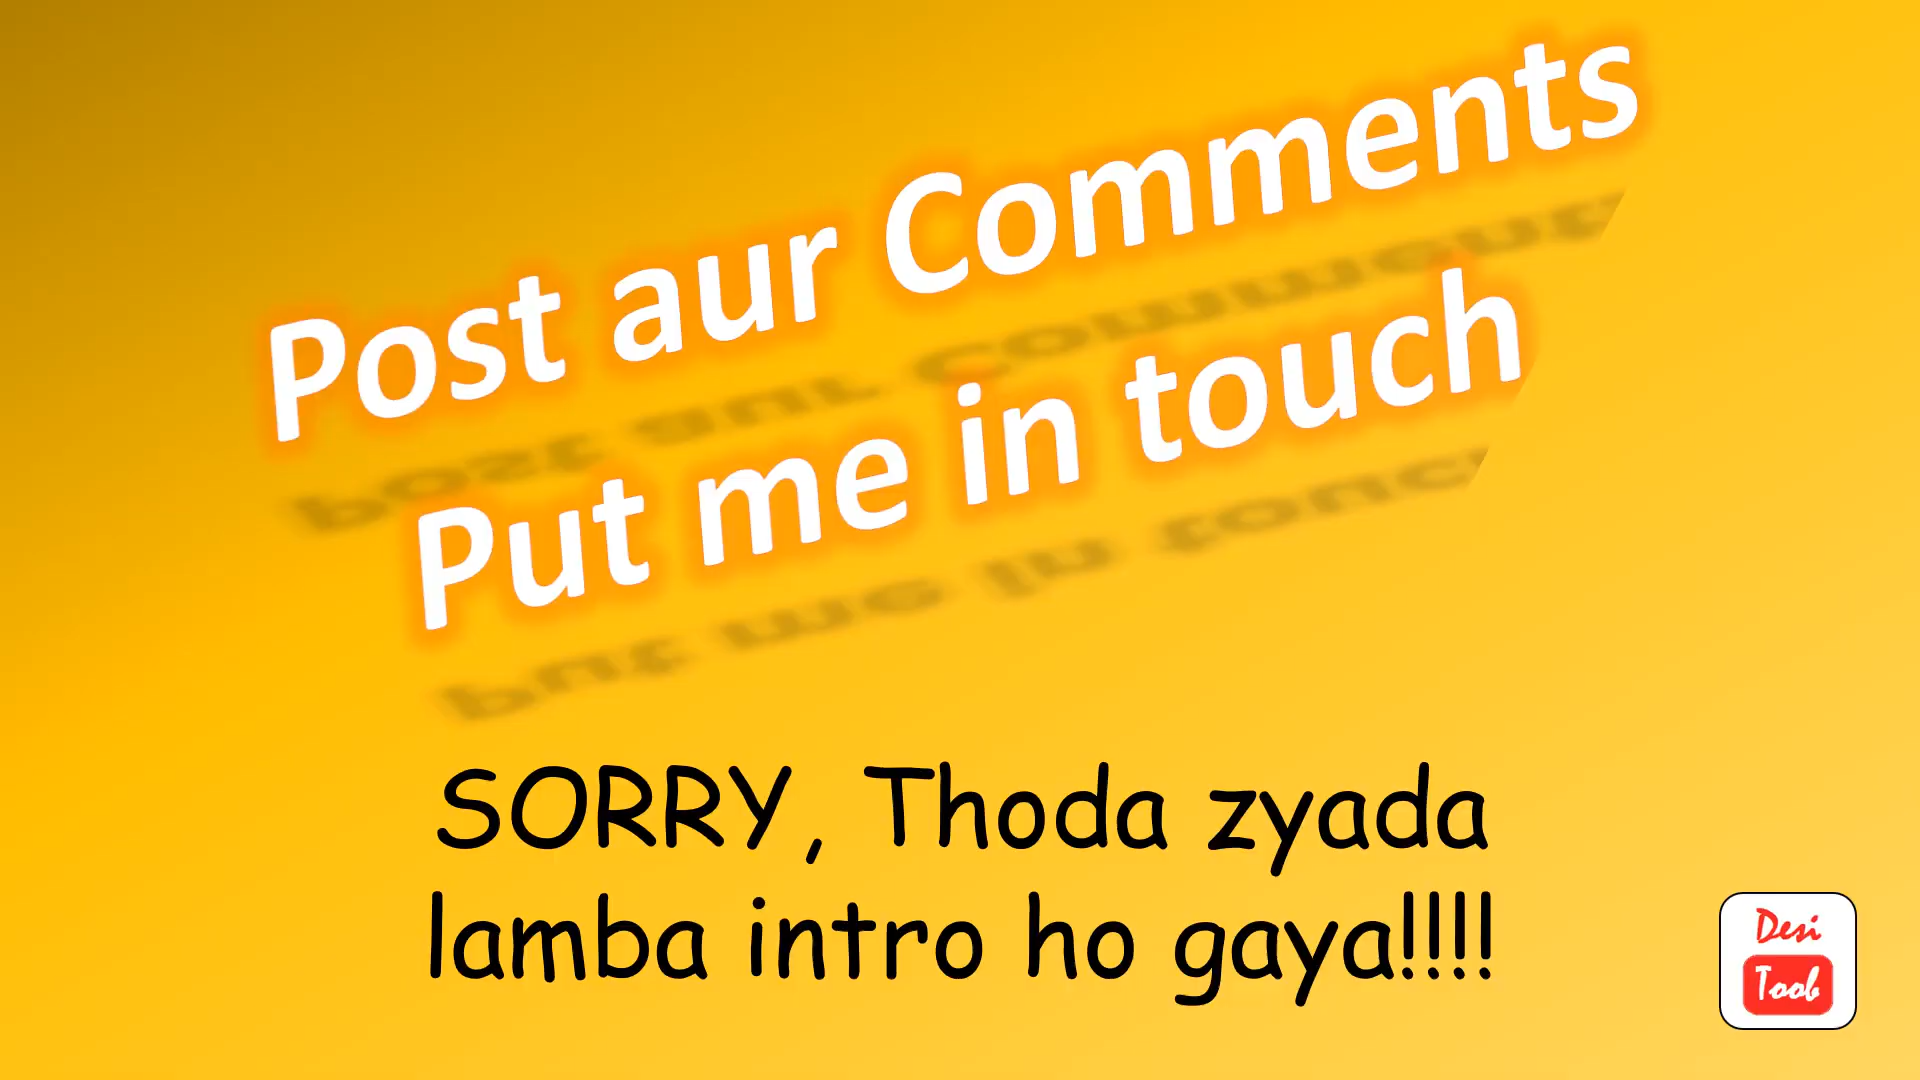 Post aur Comments
Put me in touch
SORRY, Thoda zyada
lamba intro ho gaya!!!!
Desi
Toob